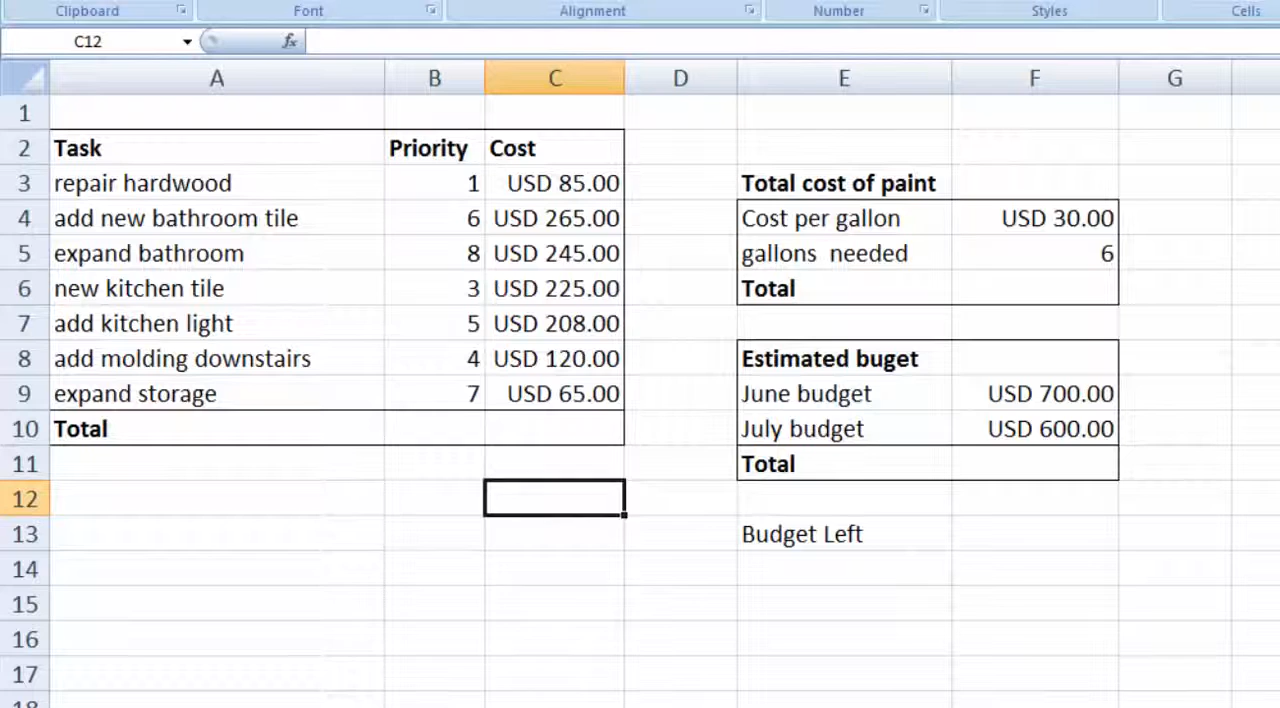 Clipboard Font Alignment Number Styles Cells
C12 fx
A B C D E F G
1
2 Task Priority Cost
3 repair hardwood 1 USD 85.00 Total cost of paint
4 add new bathroom tile 6 USD 265.00 Cost per gallon USD 30.00
5 expand bathroom 8 USD 245.00 gallons  needed 6
6 new kitchen tile 3 USD 225.00 Total
7 add kitchen light 5 USD 208.00
8 add molding downstairs 4 USD 120.00 Estimated buget
9 expand storage 7 USD 65.00 June budget USD 700.00
10 Total July budget USD 600.00
11 Total
12
13 Budget Left
14
15
16
17
18